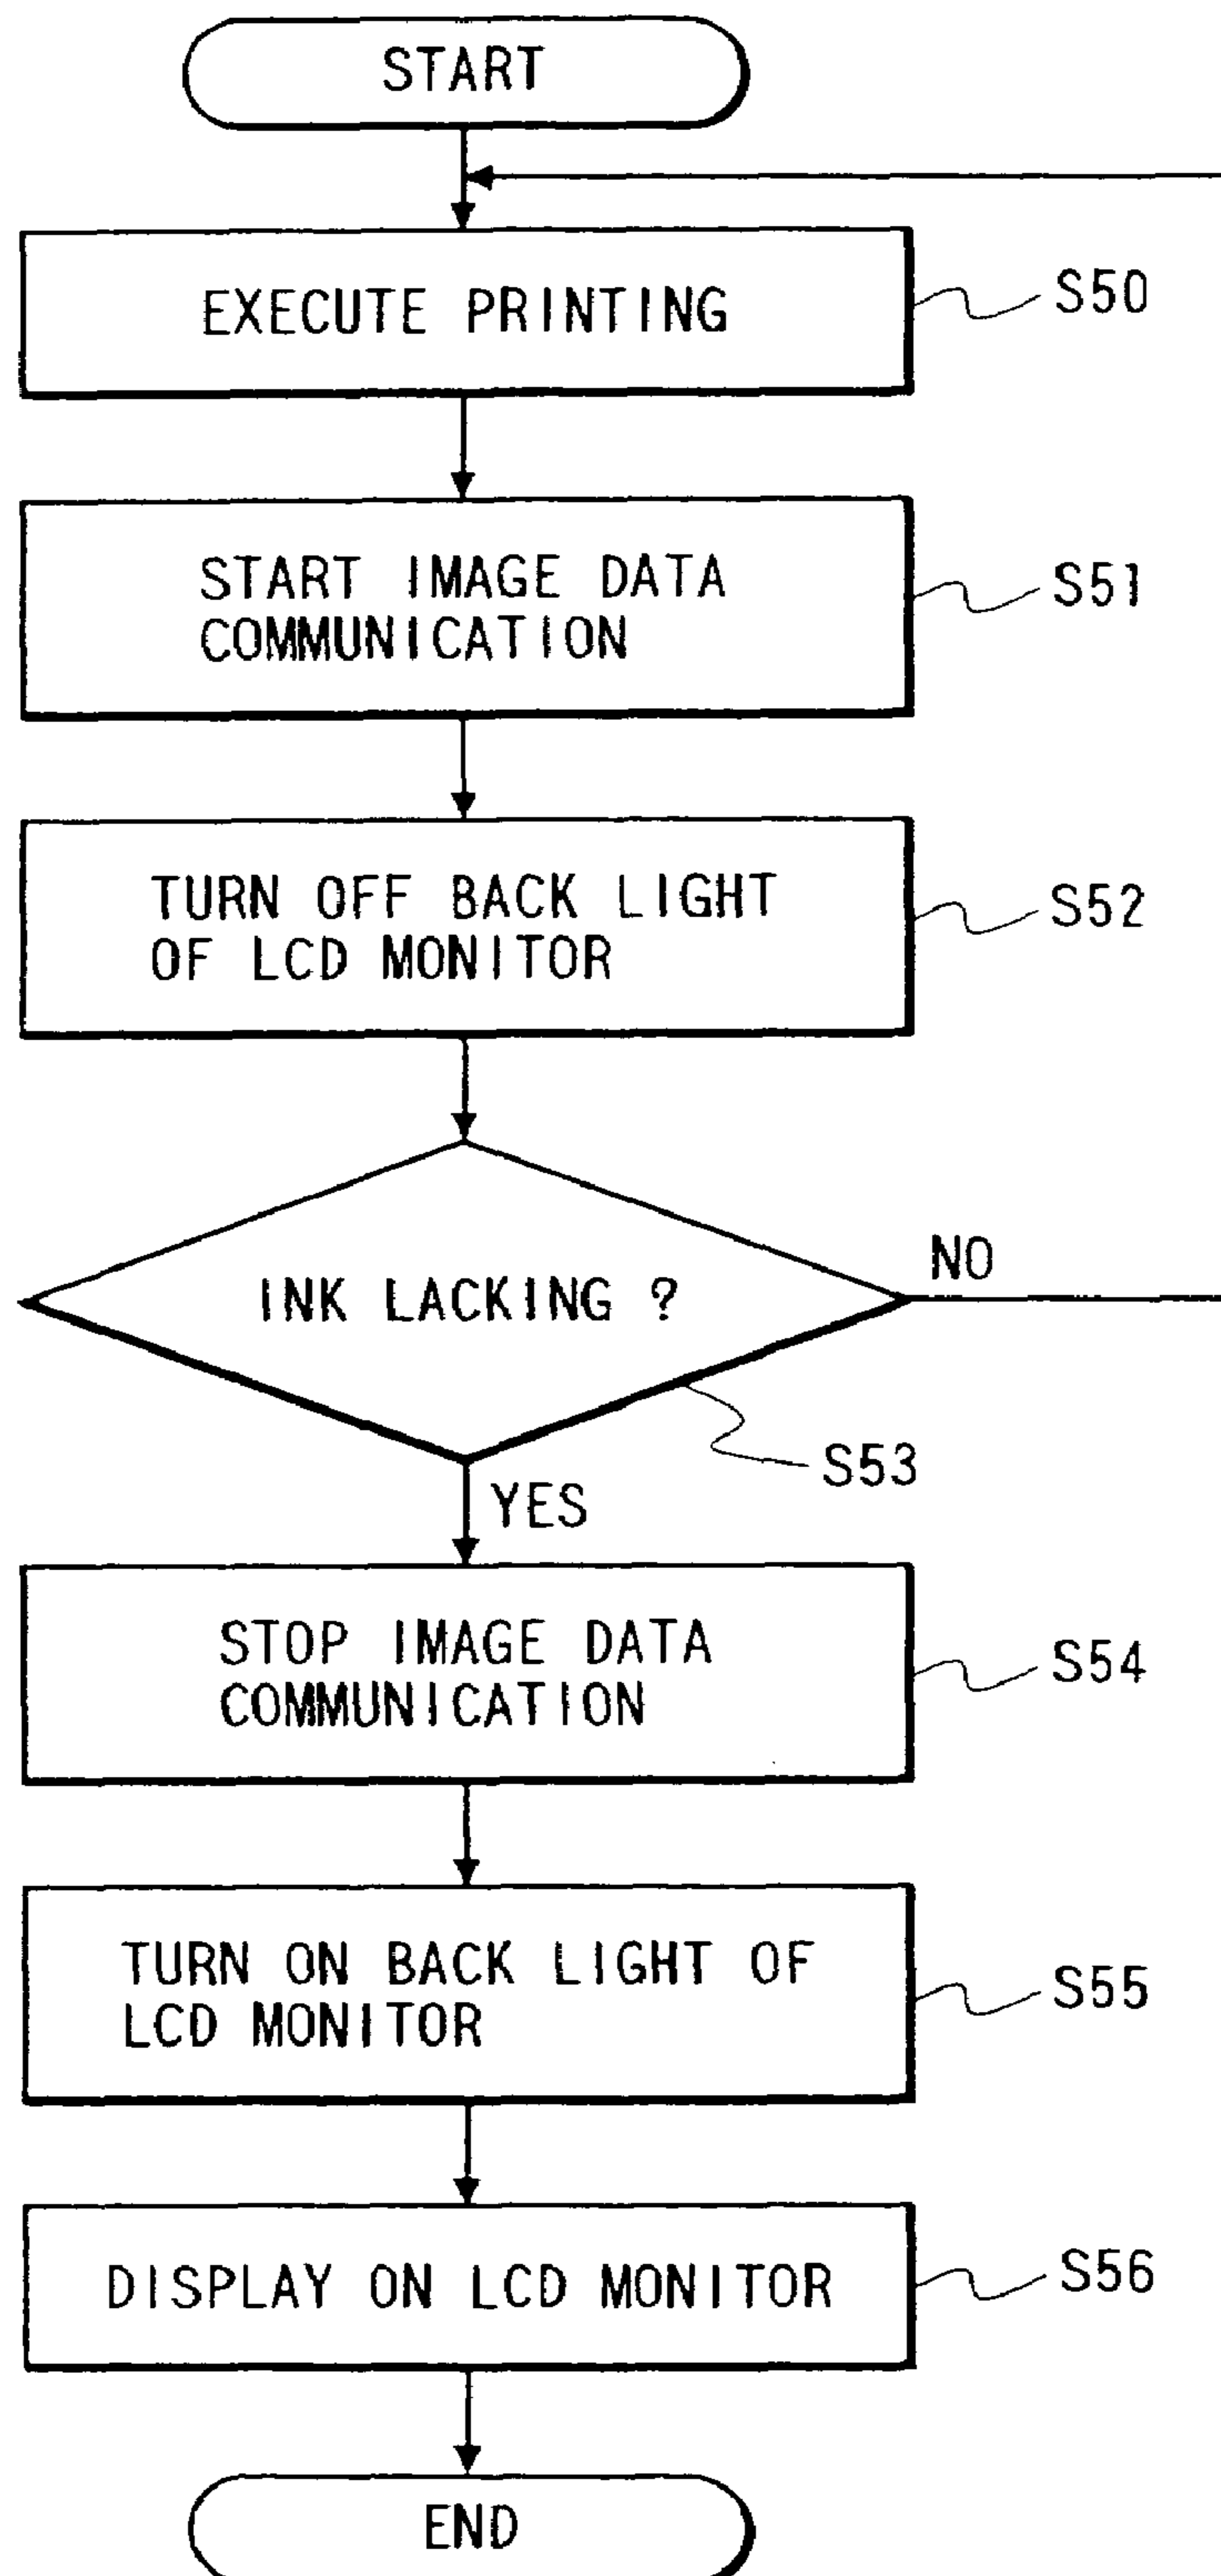 START
EXECUTE PRINTING
S50
START IMAGE DATA
COMMUNICATION
S51
TURN OFF BACK LIGHT
OF LCD MONITOR
S52
INK LACKING ?
NO
S53
YES
STOP IMAGE DATA
COMMUNICATION
S54
TURN ON BACK LIGHT OF
LCD MONITOR
S55
DISPLAY ON LCD MONITOR
S56
END